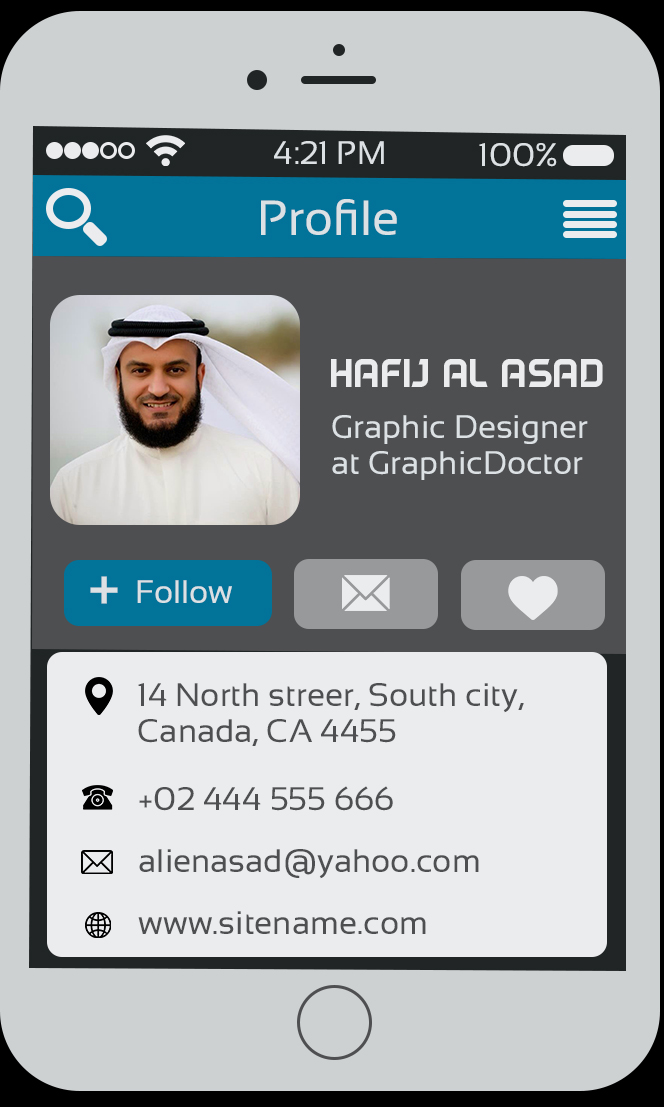 4:21 PM
100%
Profile
HAFIJ AL ASAD
Graphic Designer
at GraphicDoctor
+ Follow
14 North streer, South city,
Canada, CA 4455
+02 444 555 666
alienasad@yahoo.com
www.sitename.com